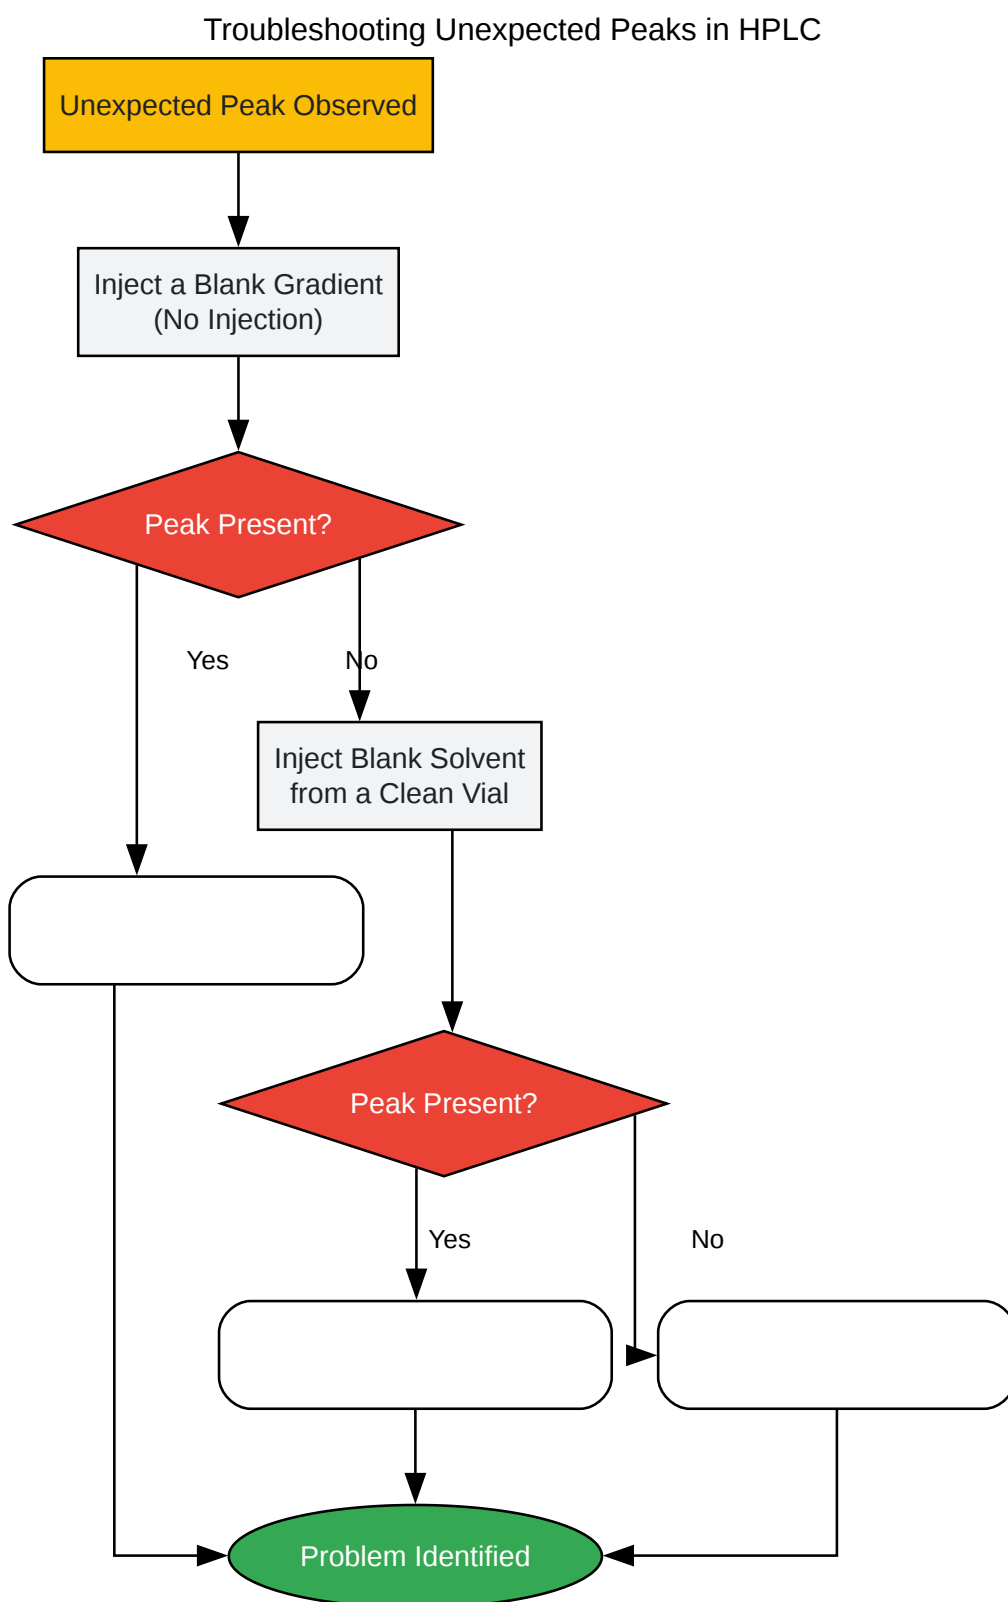 Troubleshooting Unexpected Peaks in HPLC
Unexpected Peak Observed
Inject a Blank Gradient
(No Injection)
Peak Present?
Yes
No
Inject Blank Solvent
from a Clean Vial
Peak Present?
Yes
No
Problem Identified